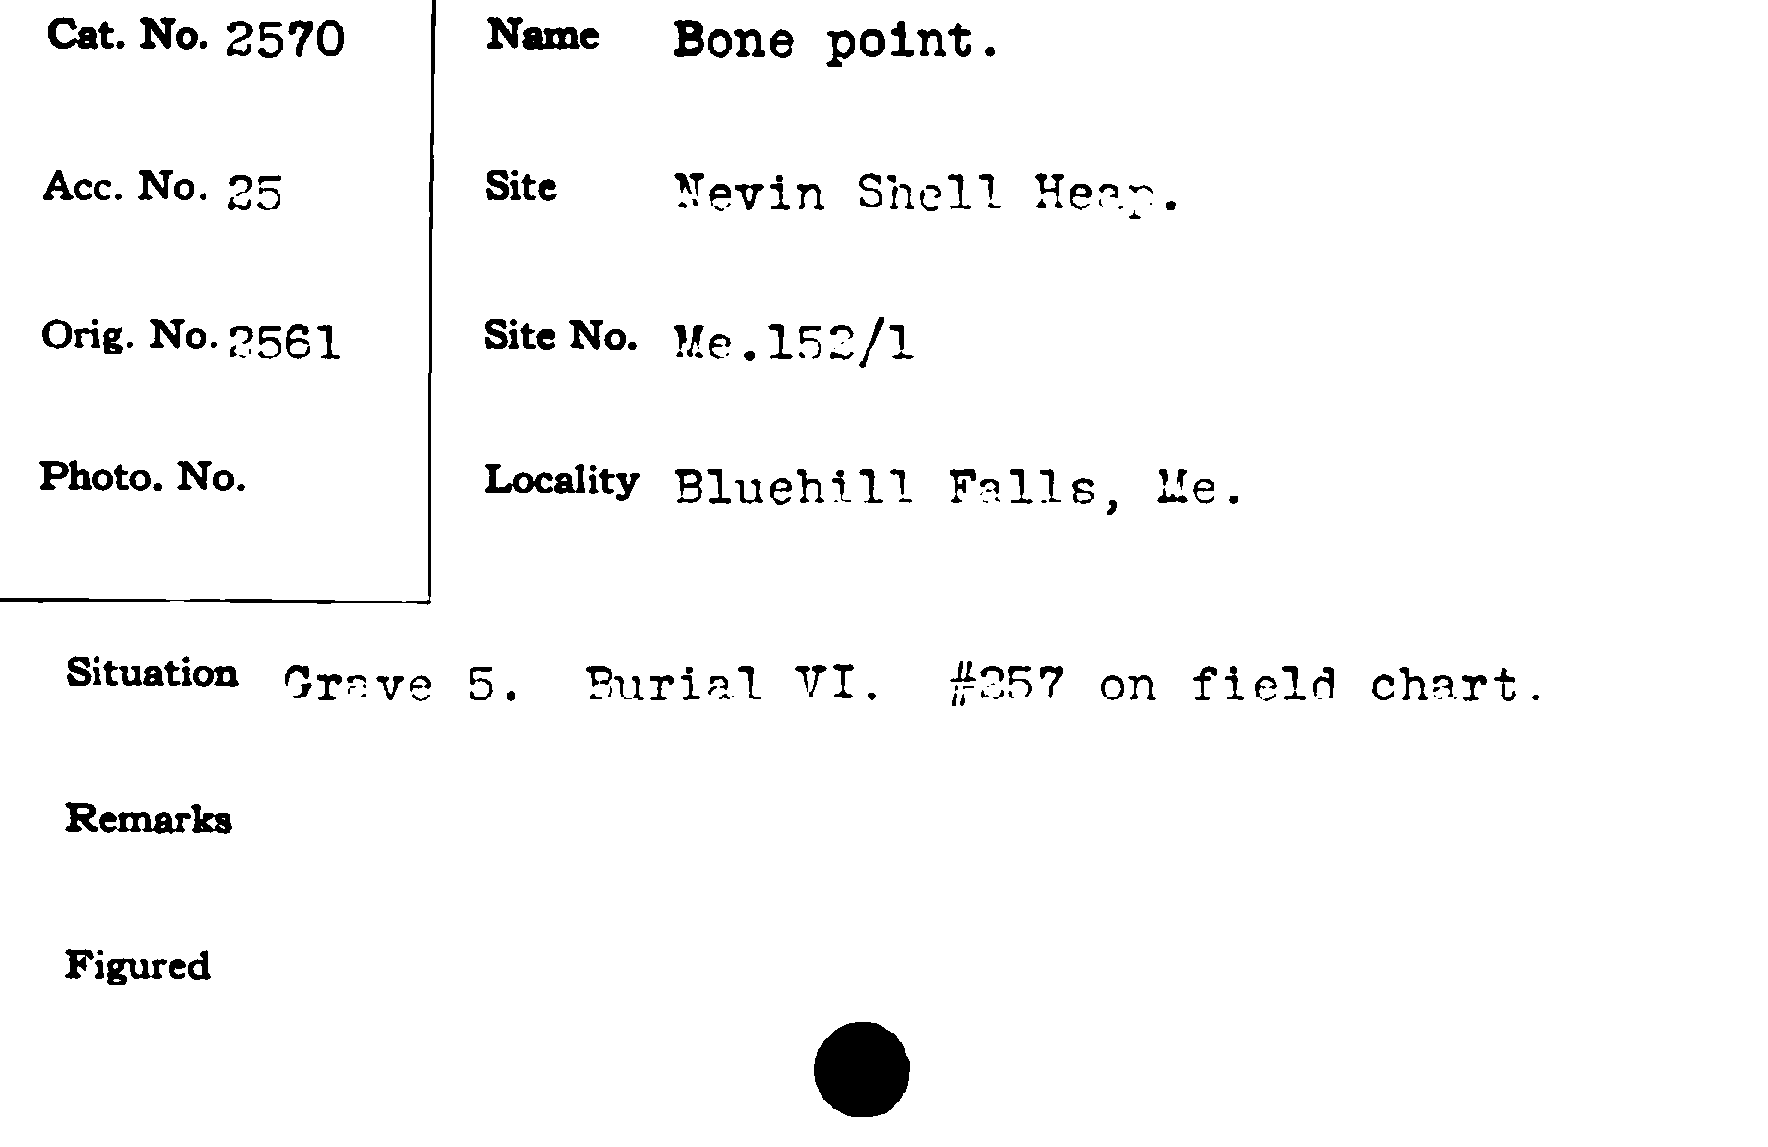 Cat. No. 2570
Name Bone point.
Acc. No. 25
Site Nevin Shell Heap.
Orig. No. 2561
Site No. Me.152/1
Photo. No.
Locality Bluehill Falls, Me.
Situation Grave 5. Burial VI. #257 on field chart.
Remarks
Figured